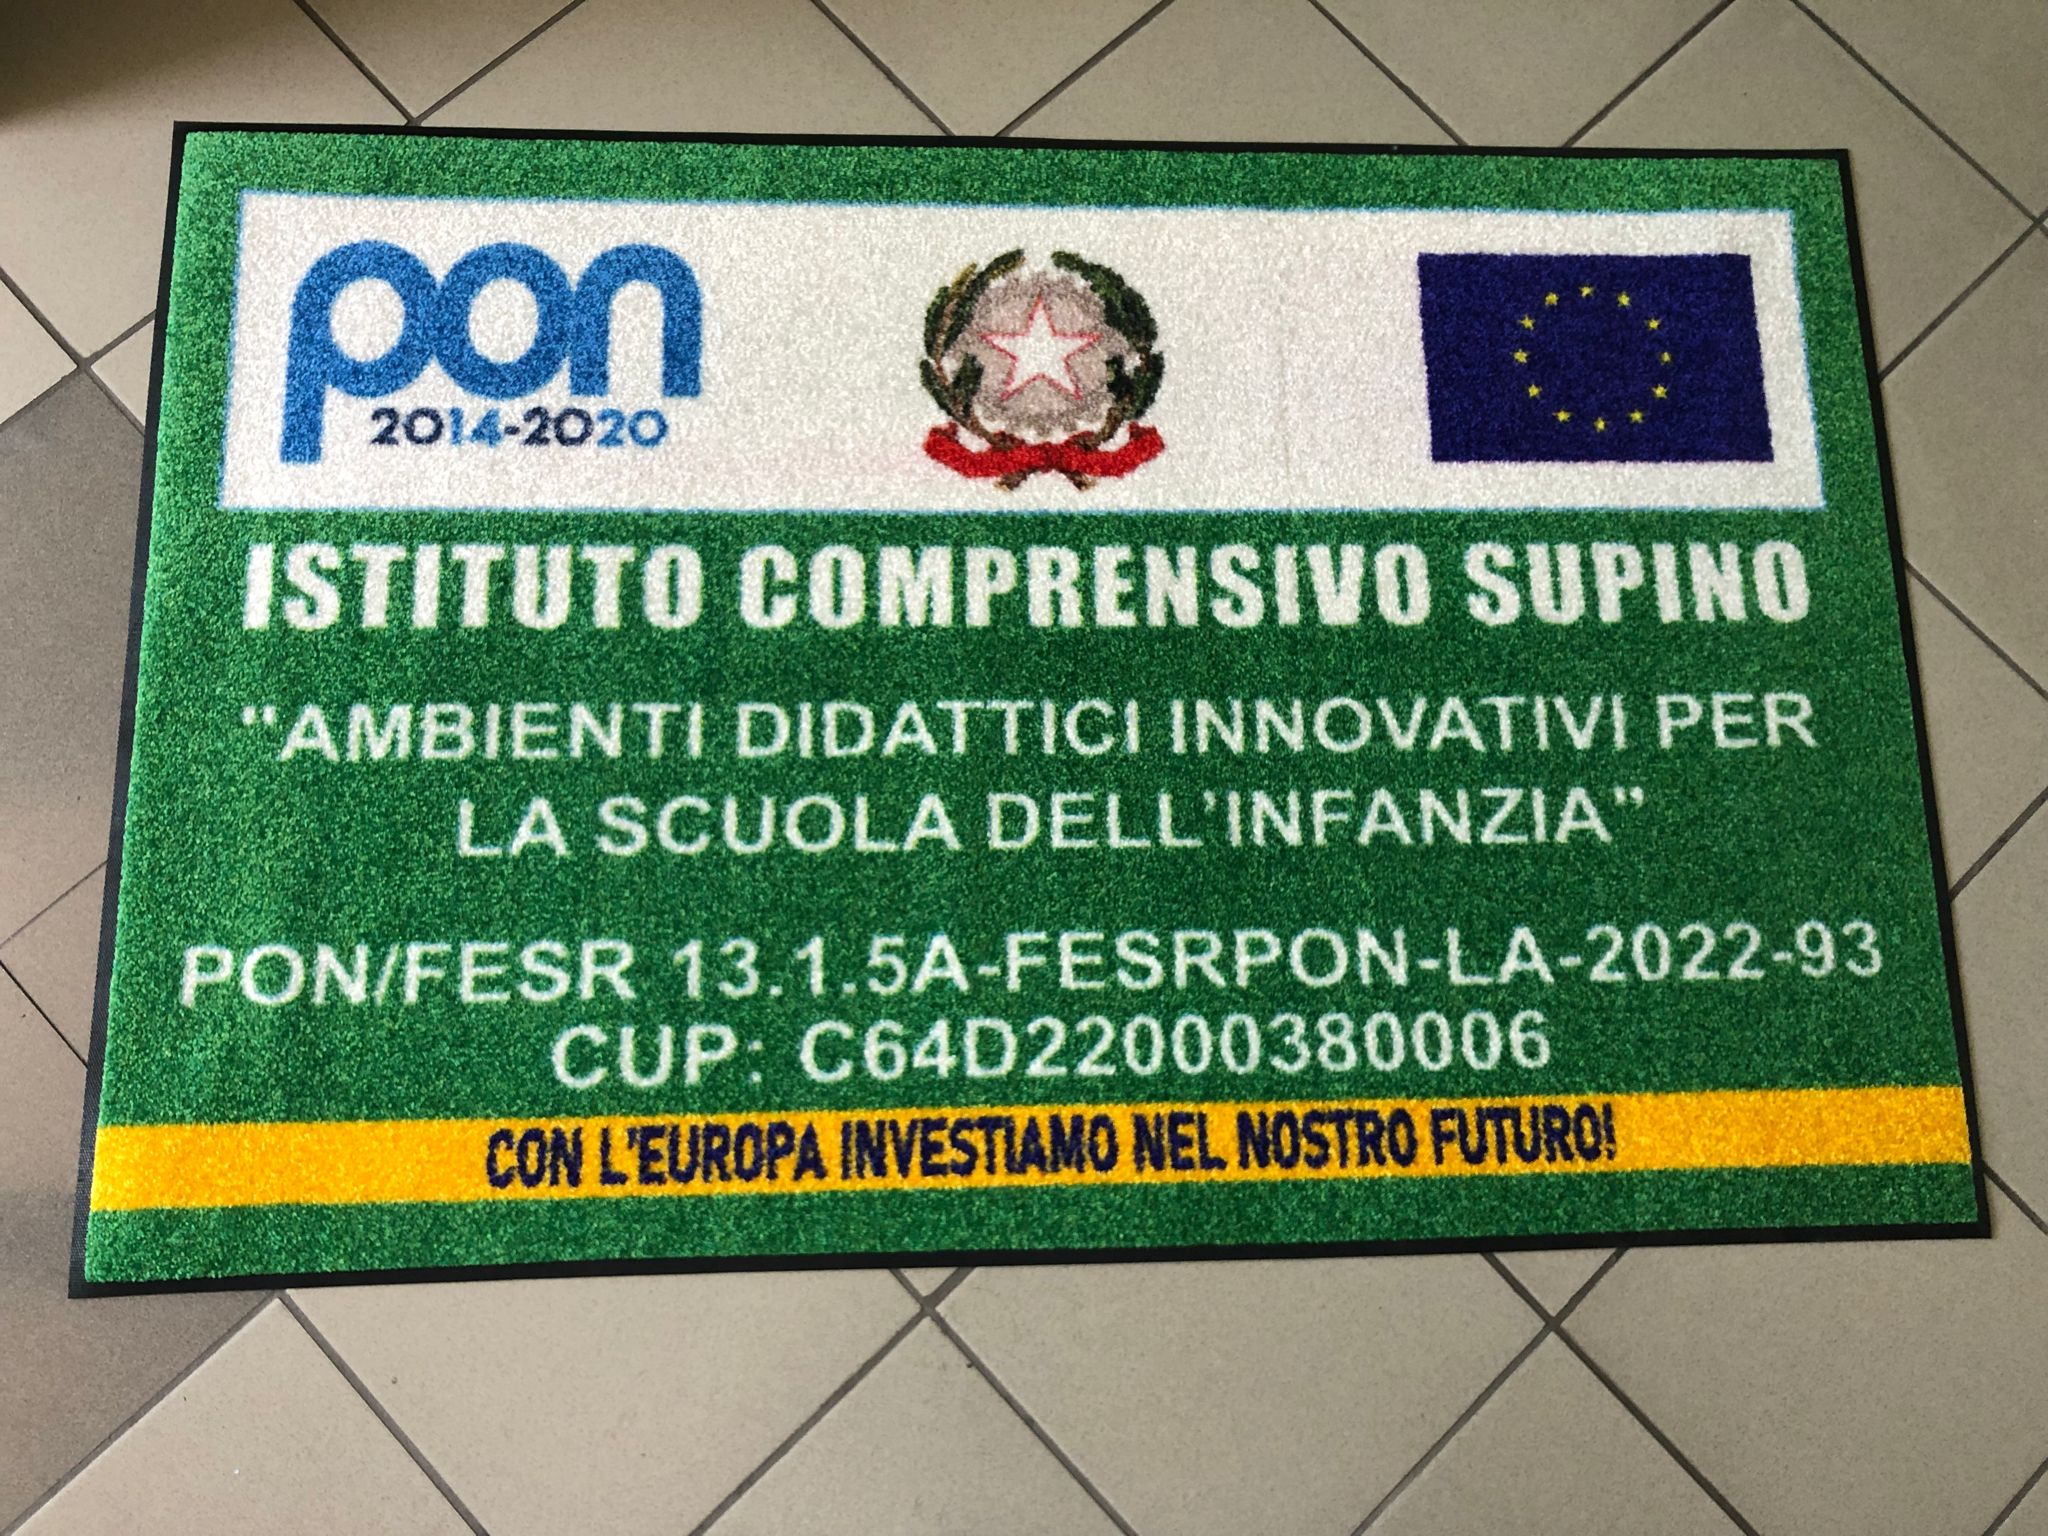 pon
2014-2020
ISTITUTO COMPRENSIVO SUPINO
"AMBIENTI DIDATTICI INNOVATIVI PER
LA SCUOLA DELL'INFANZIA"
PON/FESR 13.1.5A-FESRPON-LA-2022-93
CUP: C64D22000380006
CON L'EUROPA INVESTIAMO NEL NOSTRO FUTURO!